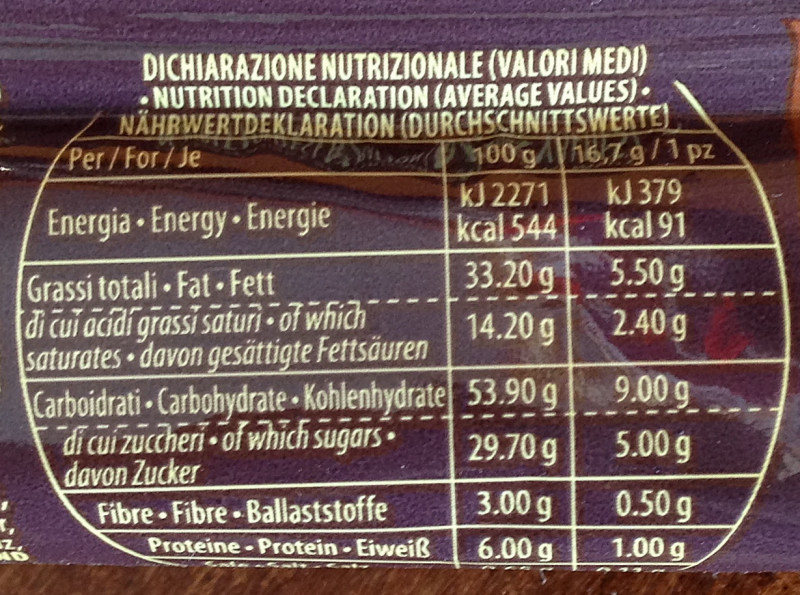 DICHIARAZIONE NUTRIZIONALE (VALORI MEDI)
• NUTRITION DECLARATION (AVERAGE VALUES) •
NÄHRWERTDEKLARATION (DURCHSCHNITTSWERTE)
Per / For / Je 100 g 16,7 g / 1 pz
Energia • Energy • Energie kJ 2271 kJ 379
kcal 544 kcal 91
Grassi totali • Fat • Fett 33.20 g 5.50 g
di cui acidi grassi saturi • of which
saturates • davon gesättigte Fettsäuren 14.20 g 2.40 g
Carboidrati • Carbohydrate • Kohlenhydrate 53.90 g 9.00 g
di cui zuccheri • of which sugars •
davon Zucker 29.70 g 5.00 g
Fibre • Fibre • Ballaststoffe 3.00 g 0.50 g
Proteine • Protein • Eiweiß 6.00 g 1.00 g